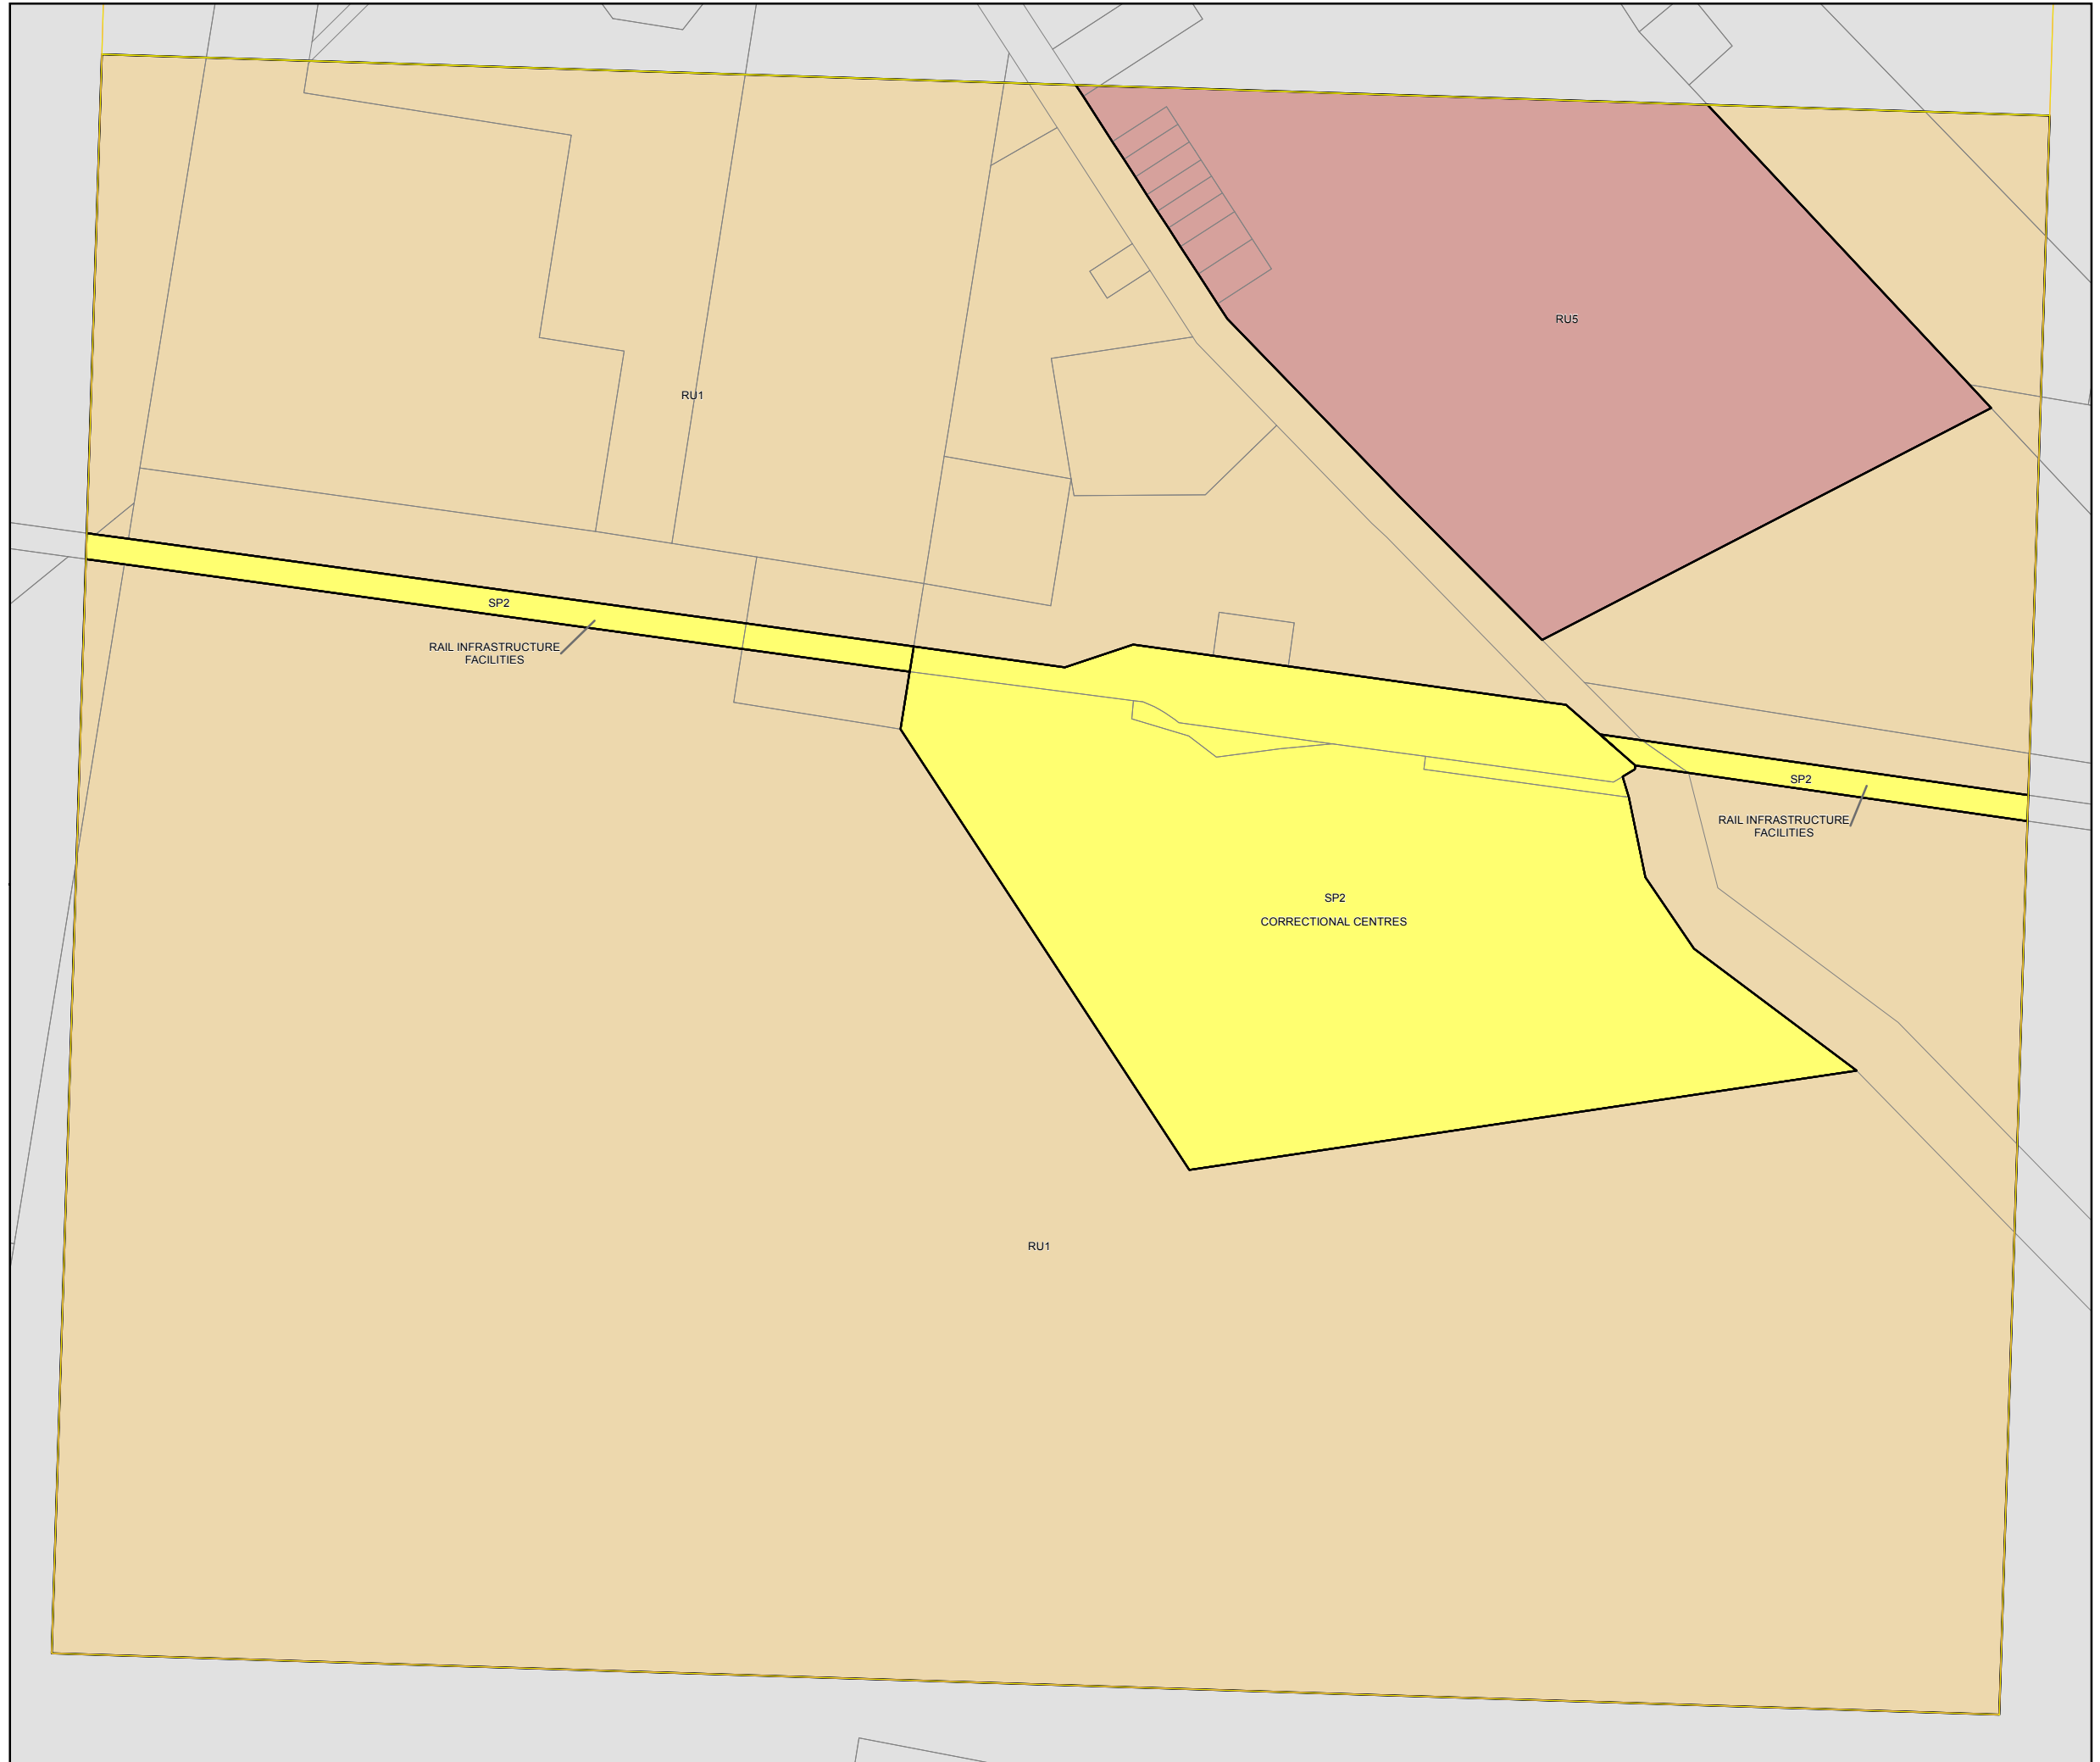 RU5
RU1
SP2
RAIL INFRASTRUCTURE
FACILITIES
SP2
RAIL INFRASTRUCTURE
FACILITIES
SP2
CORRECTIONAL CENTRES
RU1